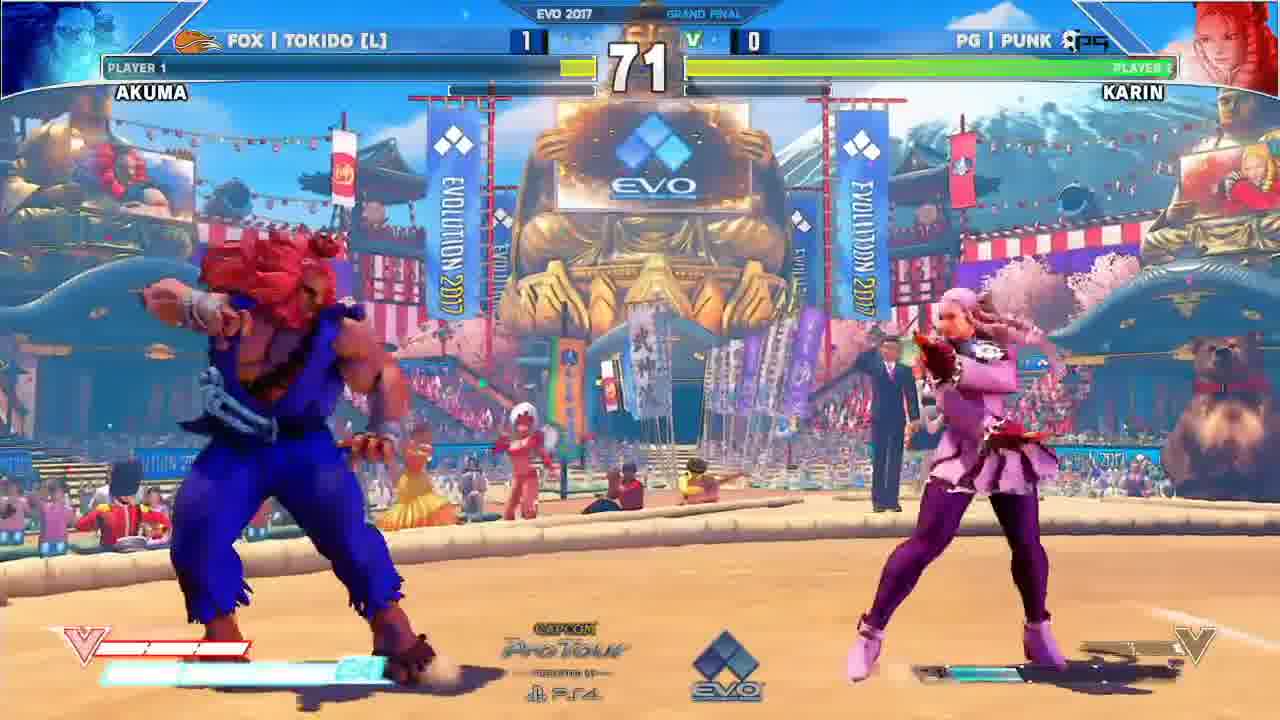 EVO 2017
GRAND FINAL
FOX | TOKIDO [L]
1
V
0
PG | PUNK
71
PLAYER 1
PLAYER 2
AKUMA
KARIN
EVO
EVOLUTION 2017
EVOLUTION 2017
CAPCOM
Pro Tour
PS4
EVO